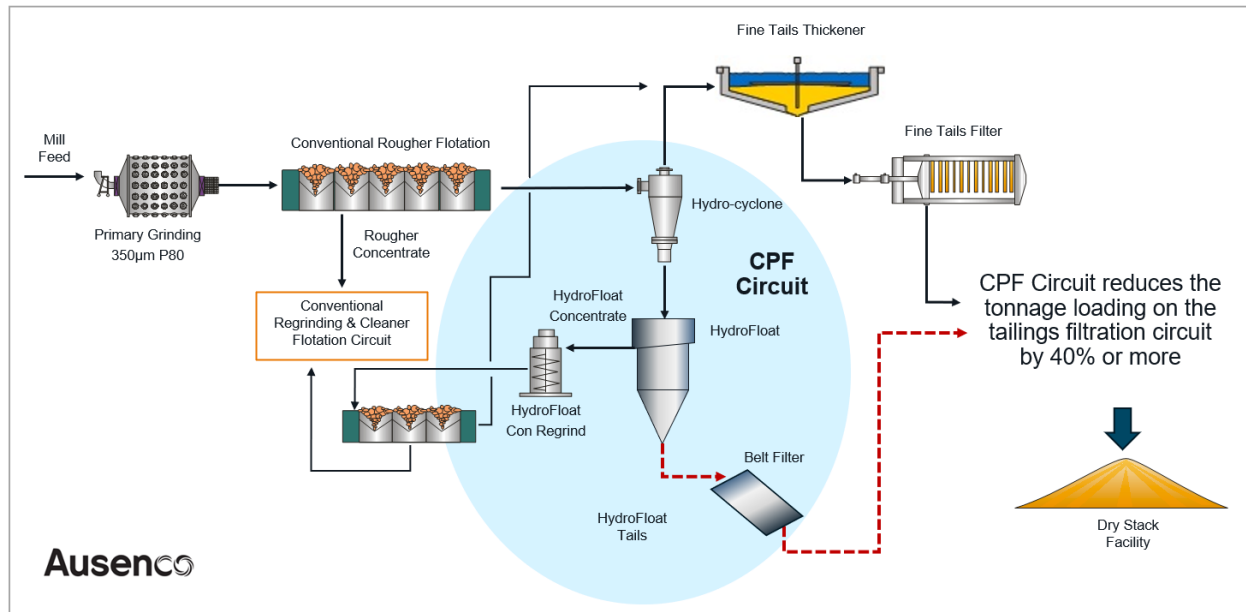 Fine Tails Thickener
Mill
Feed
Conventional Rougher Flotation
Fine Tails Filter
Primary Grinding
350µm P80
Rougher
Concentrate
Hydro-cyclone
CPF
Circuit
Conventional
Regrinding & Cleaner
Flotation Circuit
HydroFloat
Concentrate
HydroFloat
CPF Circuit reduces the
tonnage loading on the
tailings filtration circuit
by 40% or more
HydroFloat
Con Regrind
Belt Filter
HydroFloat
Tails
Dry Stack
Facility
Ausenco